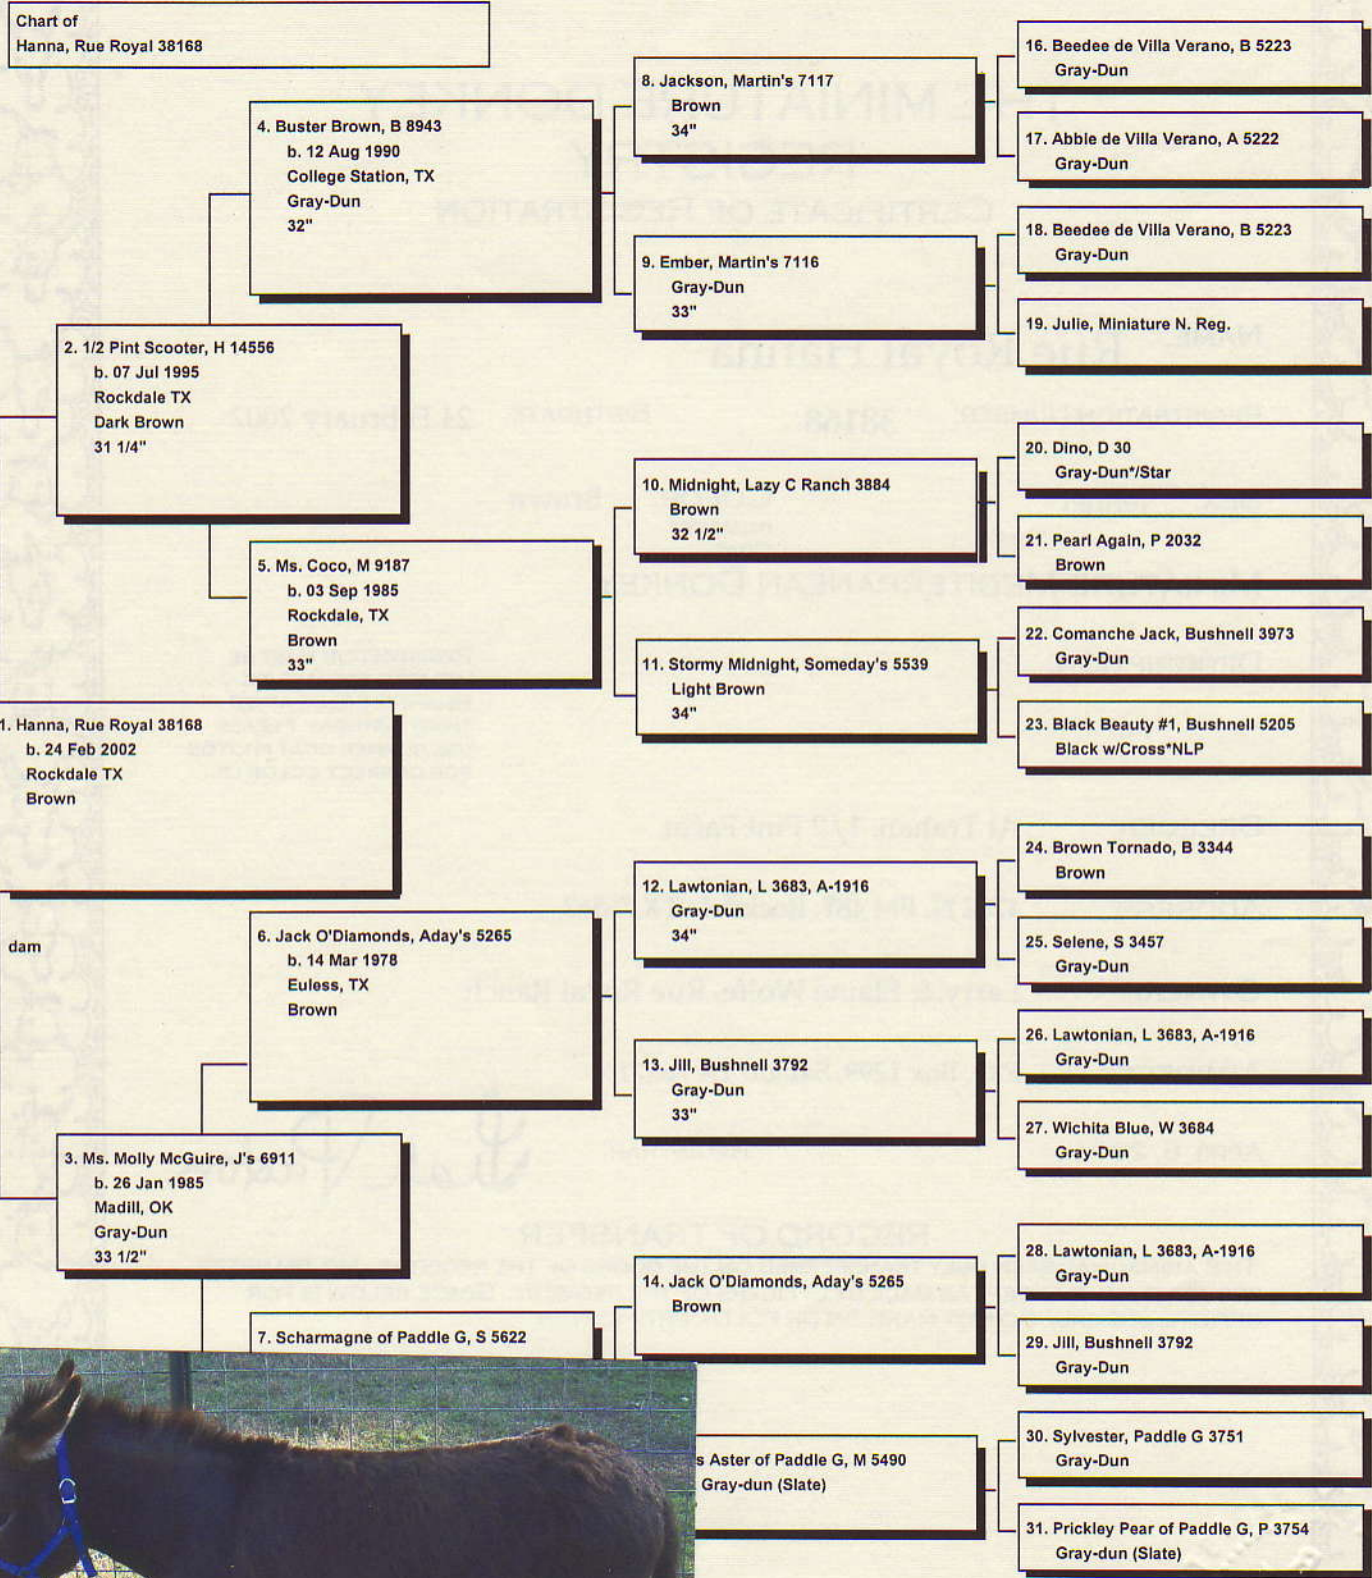 Chart of
Hanna, Rue Royal 38168
1. Hanna, Rue Royal 38168
b. 24 Feb 2002
Rockdale TX
Brown
dam
2. 1/2 Pint Scooter, H 14556
b. 07 Jul 1995
Rockdale TX
Dark Brown
31 1/4"
3. Ms. Molly McGuire, J's 6911
b. 26 Jan 1985
Madill, OK
Gray-Dun
33 1/2"
4. Buster Brown, B 8943
b. 12 Aug 1990
College Station, TX
Gray-Dun
32"
5. Ms. Coco, M 9187
b. 03 Sep 1985
Rockdale, TX
Brown
33"
6. Jack O'Diamonds, Aday's 5265
b. 14 Mar 1978
Euless, TX
Brown
7. Scharmagne of Paddle G, S 5622
8. Jackson, Martin's 7117
Brown
34"
9. Ember, Martin's 7116
Gray-Dun
33"
10. Midnight, Lazy C Ranch 3884
Brown
32 1/2"
11. Stormy Midnight, Someday's 5539
Light Brown
34"
12. Lawtonian, L 3683, A-1916
Gray-Dun
34"
13. Jill, Bushnell 3792
Gray-Dun
33"
14. Jack O'Diamonds, Aday's 5265
Brown
s Aster of Paddle G, M 5490
Gray-dun (Slate)
16. Beedee de Villa Verano, B 5223
Gray-Dun
17. Abbie de Villa Verano, A 5222
Gray-Dun
18. Beedee de Villa Verano, B 5223
Gray-Dun
19. Julie, Miniature N. Reg.
20. Dino, D 30
Gray-Dun*/Star
21. Pearl Again, P 2032
Brown
22. Comanche Jack, Bushnell 3973
Gray-Dun
23. Black Beauty #1, Bushnell 5205
Black w/Cross*NLP
24. Brown Tornado, B 3344
Brown
25. Selene, S 3457
Gray-Dun
26. Lawtonian, L 3683, A-1916
Gray-Dun
27. Wichita Blue, W 3684
Gray-Dun
28. Lawtonian, L 3683, A-1916
Gray-Dun
29. Jill, Bushnell 3792
Gray-Dun
30. Sylvester, Paddle G 3751
Gray-Dun
31. Prickley Pear of Paddle G, P 3754
Gray-dun (Slate)